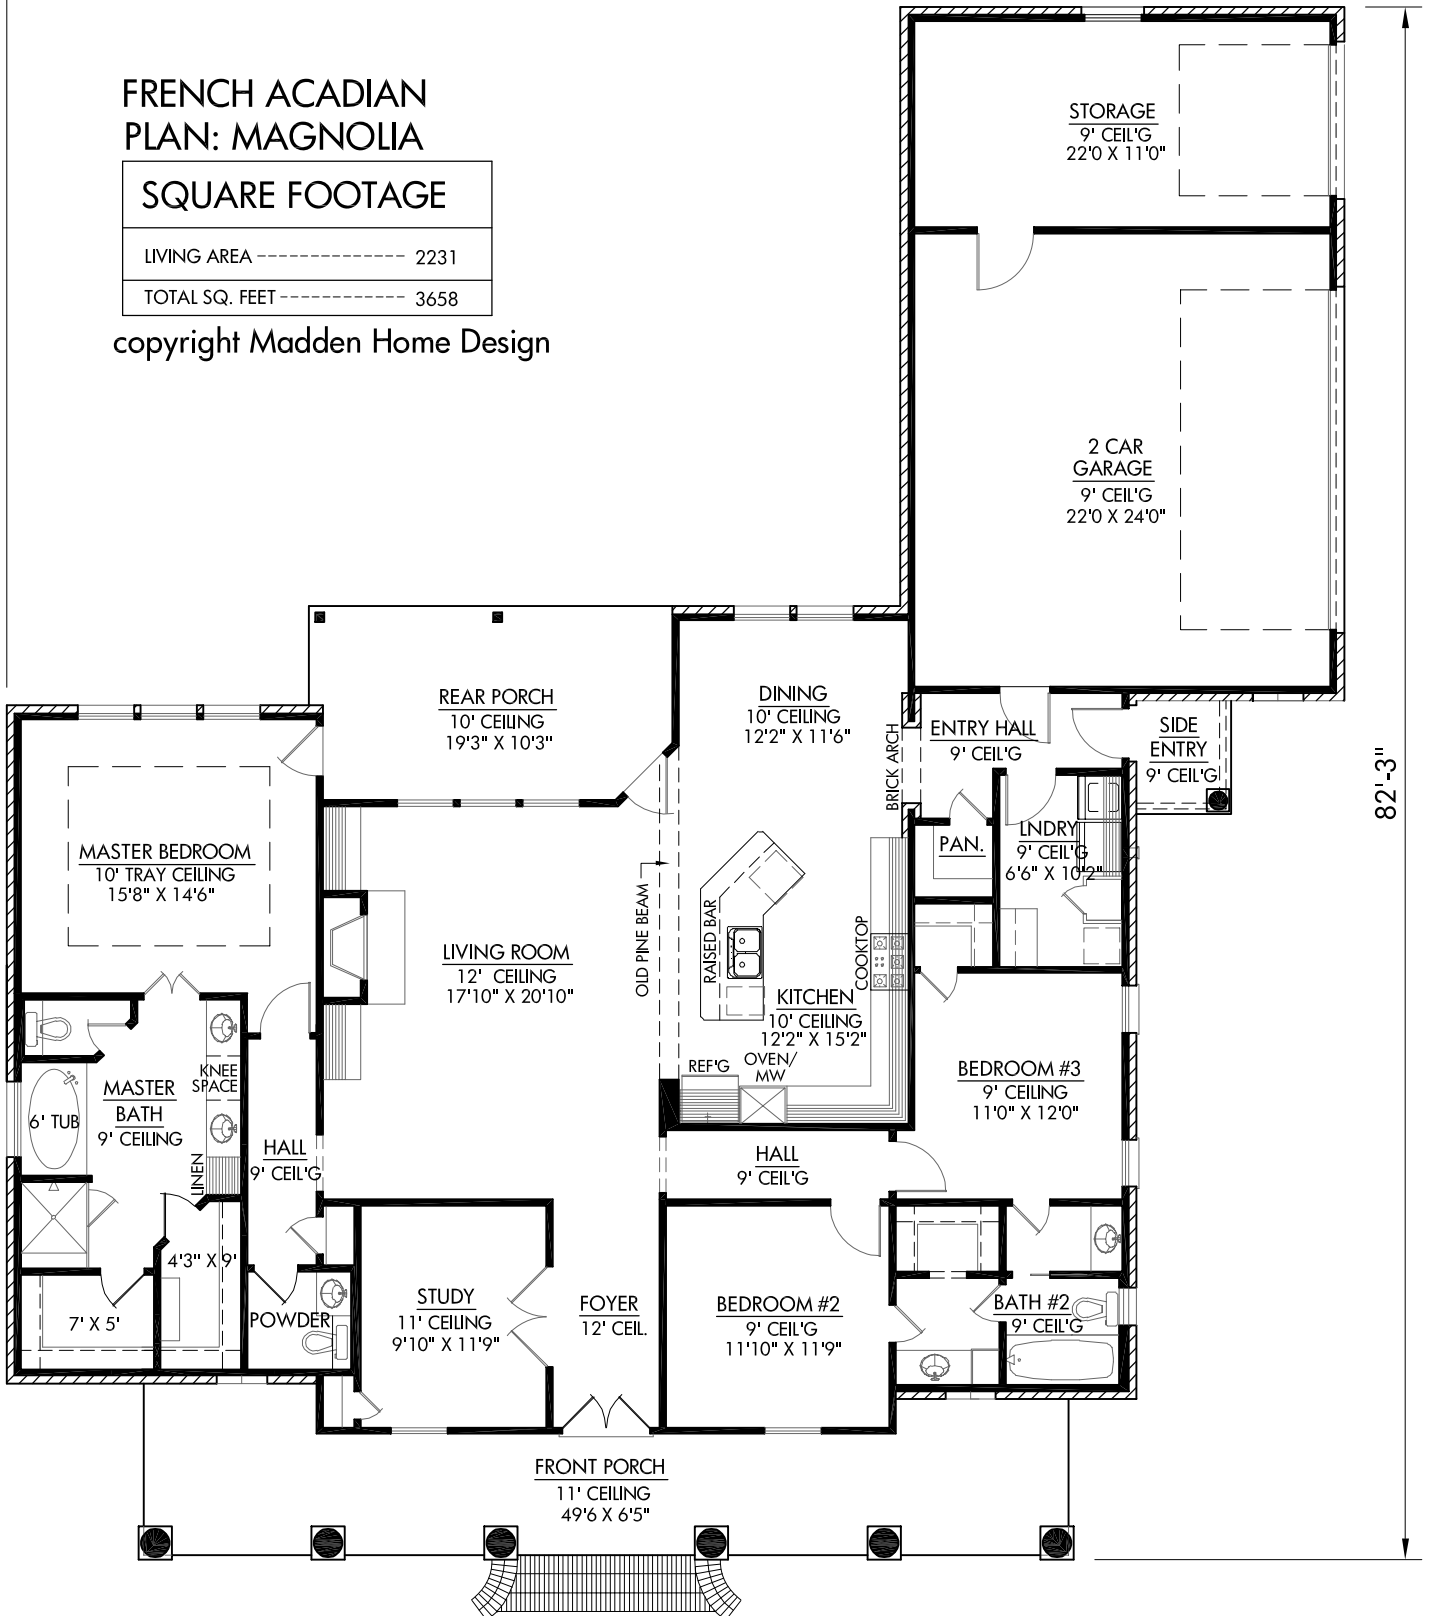 FRENCH ACADIAN
PLAN: MAGNOLIA
SQUARE FOOTAGE
LIVING AREA -------------- 2231
TOTAL SQ. FEET ------------ 3658
copyright Madden Home Design
STORAGE
9' CEIL'G
22'0 X 11'0"
2 CAR
GARAGE
9' CEIL'G
22'0 X 24'0"
82'-3"
REAR PORCH
10' CEILING
19'3" X 10'3"
DINING
10' CEILING
12'2" X 11'6"
BRICK ARCH
ENTRY HALL
9' CEIL'G
SIDE
ENTRY
9' CEIL'G
MASTER BEDROOM
10' TRAY CEILING
15'8" X 14'6"
LIVING ROOM
12' CEILING
17'10" X 20'10"
OLD PINE BEAM
RAISED BAR
COOKTOP
KITCHEN
10' CEILING
12'2" X 15'2"
REF'G
OVEN/
MW
PAN.
LNDRY
9' CEIL'G
6'6" X 10'2"
BEDROOM #3
9' CEILING
11'0" X 12'0"
KNEE
SPACE
MASTER
BATH
9' CEILING
6' TUB
LINEN
HALL
9' CEIL'G
HALL
9' CEIL'G
4'3" X 9'
7' X 5'
POWDER
STUDY
11' CEILING
9'10" X 11'9"
FOYER
12' CEIL.
BEDROOM #2
9' CEIL'G
11'10" X 11'9"
BATH #2
9' CEIL'G
FRONT PORCH
11' CEILING
49'6 X 6'5"